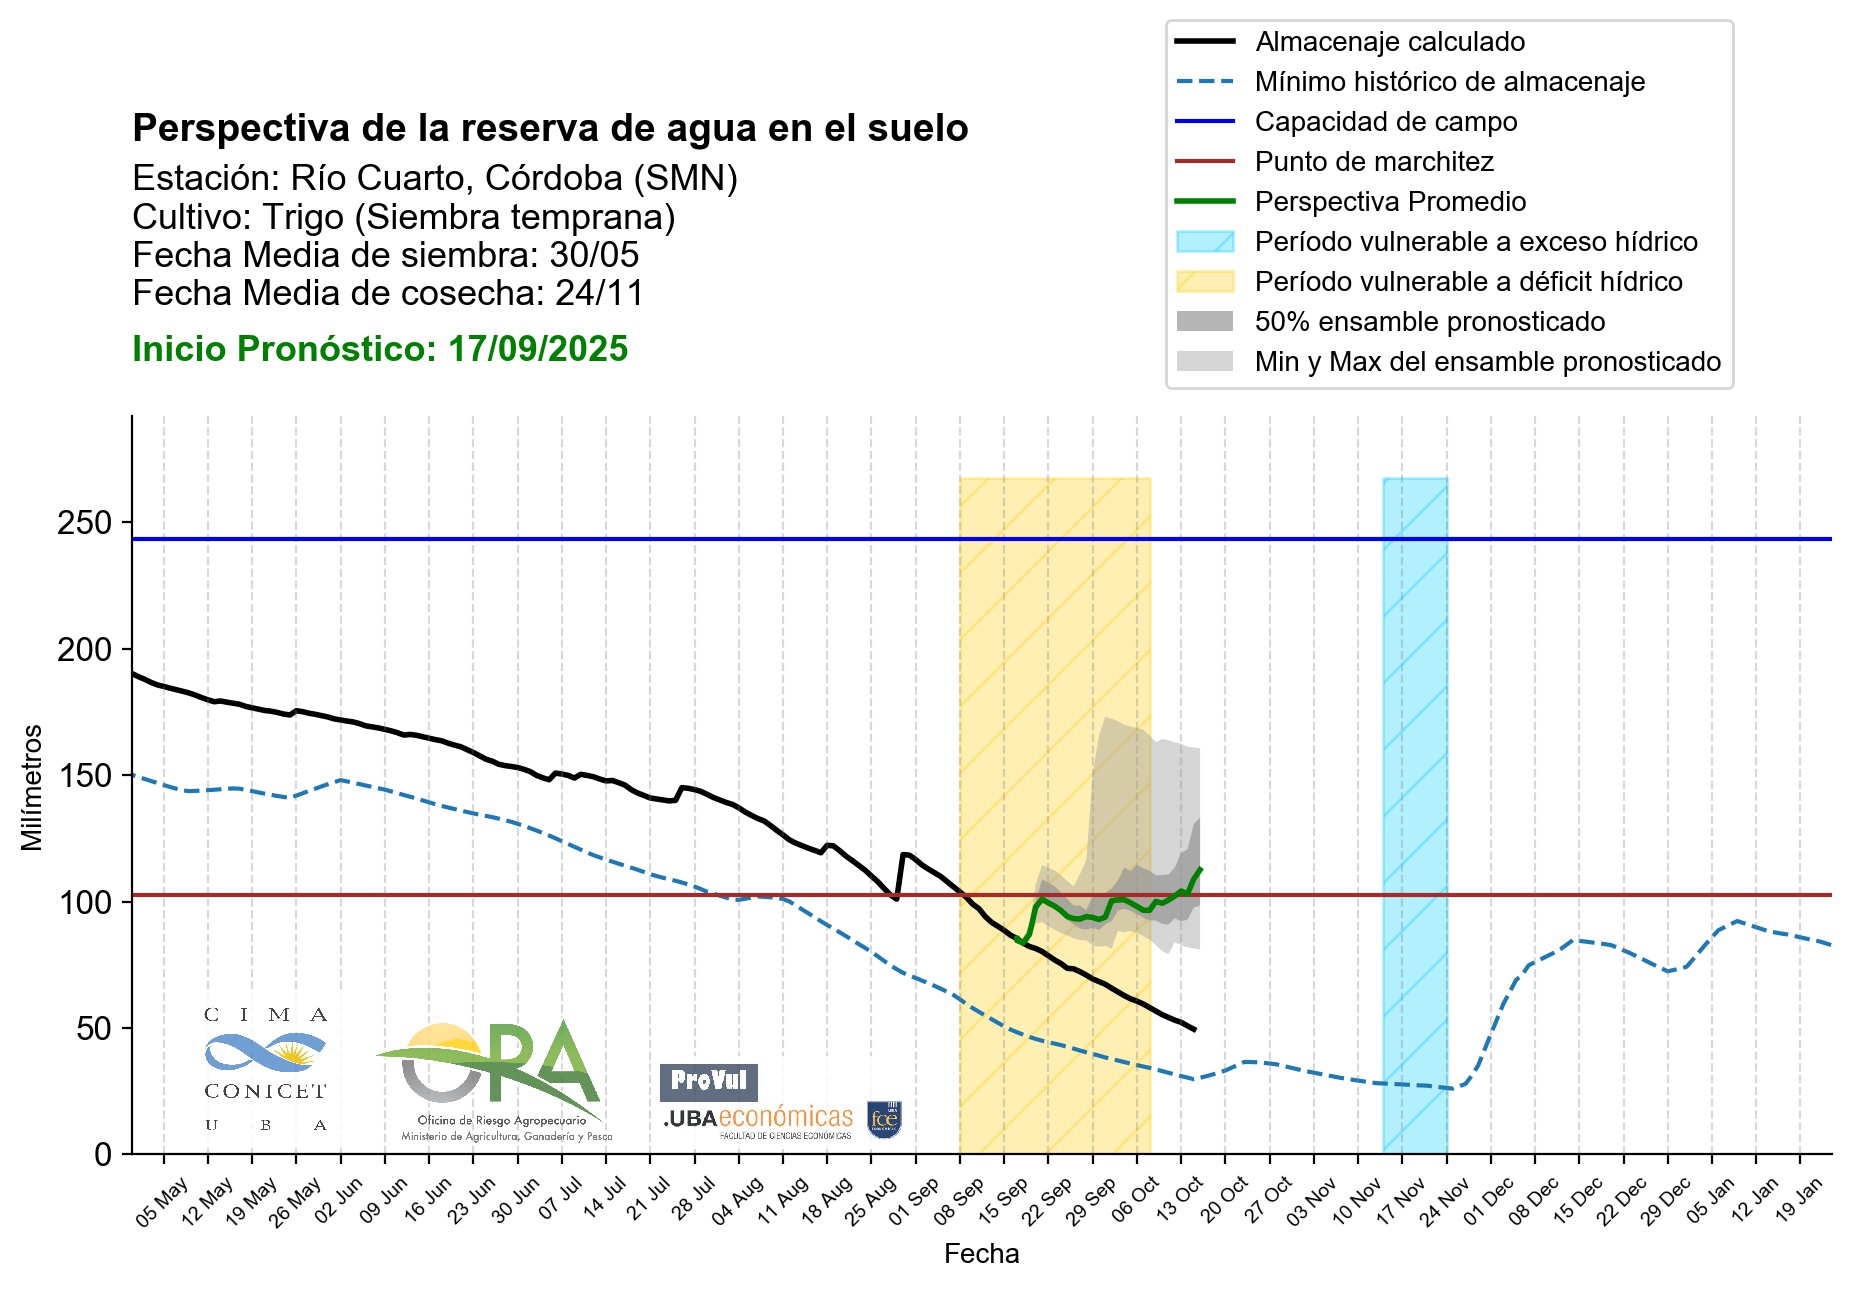 Almacenaje calculado
Mínimo histórico de almacenaje
Capacidad de campo
Punto de marchitez
Perspectiva Promedio
Período vulnerable a exceso hídrico
Período vulnerable a déficit hídrico
50% ensamble pronosticado
Min y Max del ensamble pronosticado
Perspectiva de la reserva de agua en el suelo
Estación: Río Cuarto, Córdoba (SMN)
Cultivo: Trigo (Siembra temprana)
Fecha Media de siembra: 30/05
Fecha Media de cosecha: 24/11
Inicio Pronóstico: 17/09/2025
Milímetros
250
200
150
100
50
0
CIMA
CONICET
UBA
ORA
Oficina de Riesgo Agropecuario
Ministerio de Agricultura, Ganadería y Pesca
ProVul
.UBAeconómicas
FACULTAD DE CIENCIAS ECONÓMICAS
fce
05 May
12 May
19 May
26 May
02 Jun
09 Jun
16 Jun
23 Jun
30 Jun
07 Jul
14 Jul
21 Jul
28 Jul
04 Aug
11 Aug
18 Aug
25 Aug
01 Sep
08 Sep
15 Sep
22 Sep
29 Sep
06 Oct
13 Oct
20 Oct
27 Oct
03 Nov
10 Nov
17 Nov
24 Nov
01 Dec
08 Dec
15 Dec
22 Dec
29 Dec
05 Jan
12 Jan
19 Jan
Fecha